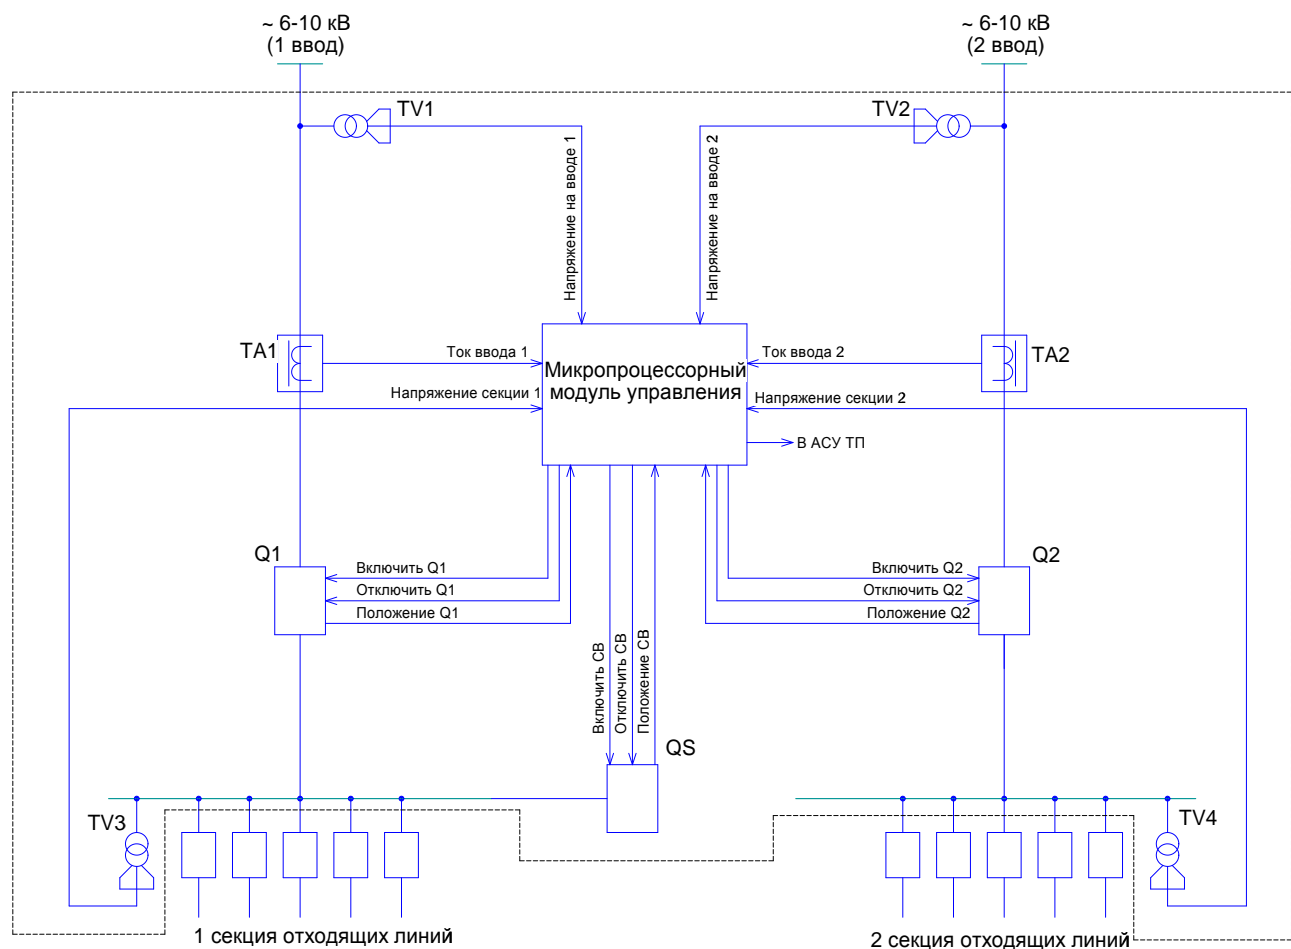 ~ 6-10 кВ
(1 ввод)
~ 6-10 кВ
(2 ввод)
TV1
TV2
Напряжение на вводе 1
Напряжение на вводе 2
TA1
Ток ввода 1
Ток ввода 2
TA2
Микропроцессорный
модуль управления
Напряжение секции 1
Напряжение секции 2
В АСУ ТП
Q1
Включить Q1
Отключить Q1
Положение Q1
Q2
Включить Q2
Отключить Q2
Положение Q2
Включить СВ
Отключить СВ
Положение СВ
QS
TV3
TV4
1 секция отходящих линий
2 секция отходящих линий